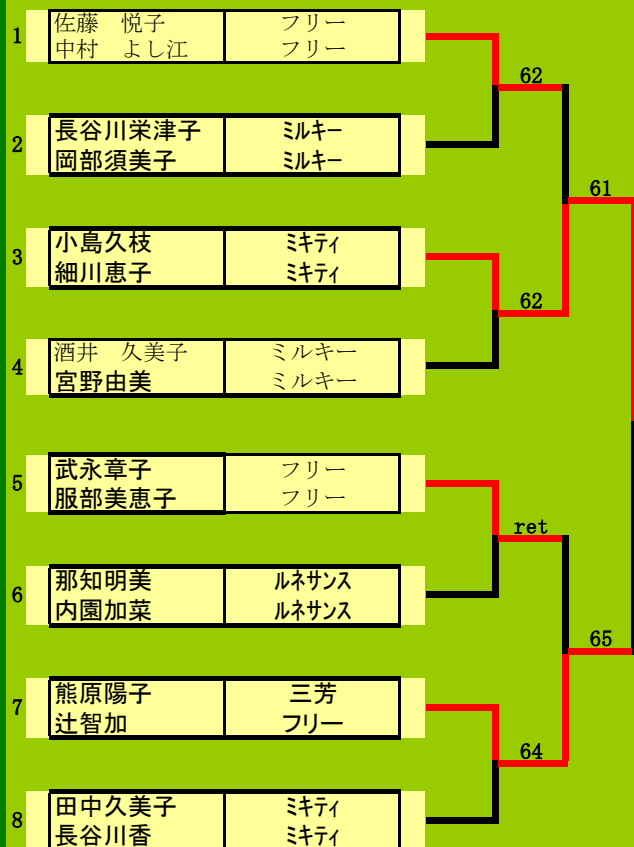 1 佐藤　悦子 フリー
中村　よし江 フリー
62
2 長谷川栄津子 ミルキー
岡部須美子 ミルキー
61
3 小島久枝 ミキティ
細川恵子 ミキティ
62
4 酒井　久美子 ミルキー
宮野由美 ミルキー
5 武永章子 フリー
服部美恵子 フリー
ret
6 那知明美 ルネサンス
内園加菜 ルネサンス
65
7 熊原陽子 三芳
辻智加 フリー
64
8 田中久美子 ミキティ
長谷川香 ミキティ